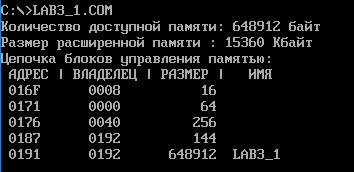 C:\>LAB3_1.COM
Количество доступной памяти: 648912 байт
Размер расширенной памяти : 15360 Кбайт
Цепочка блоков управления памятью:
АДРЕС | ВЛАДЕЛЕЦ | РАЗМЕР | ИМЯ
016F 0008 16
0171 0000 64
0176 0040 256
0187 0192 144
0191 0192 648912 LAB3_1